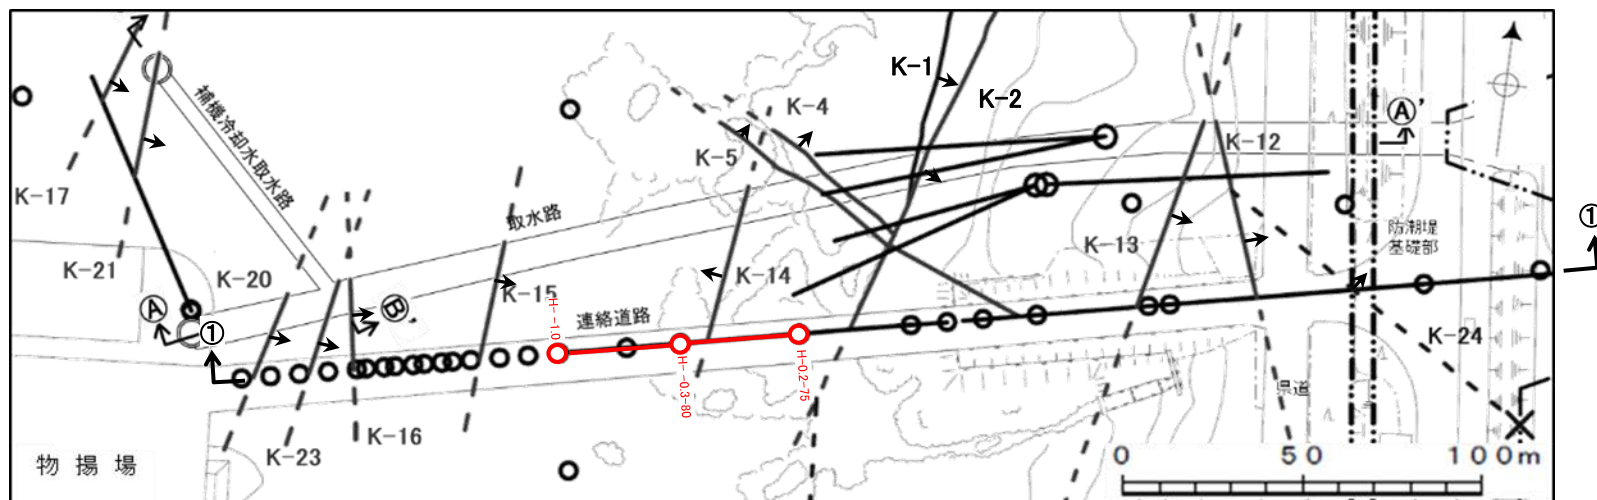 K-1
K-2
K-4
K-5
K-12
Ⓐ'
補機冷却水取水路
K-17
取水路
①
防潮堤
基礎部
K-13
K-21
K-20
K-14
K-15
Ⓐ
Ⓑ'
①
連絡道路
H--1.0
H--0.3-80
H-0.2-75
K-24
県道
K-16
K-23
物揚場
0 50 100m